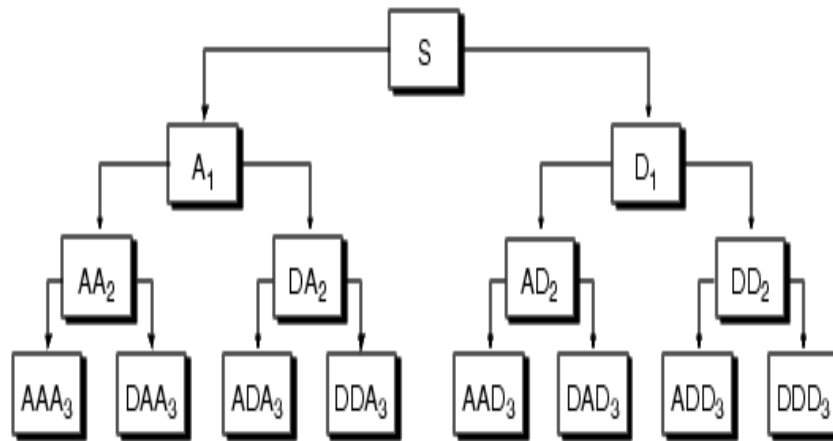 S
A₁ D₁
AA₂ DA₂ AD₂ DD₂
AAA₃ DAA₃ ADA₃ DDA₃ AAD₃ DAD₃ ADD₃ DDD₃